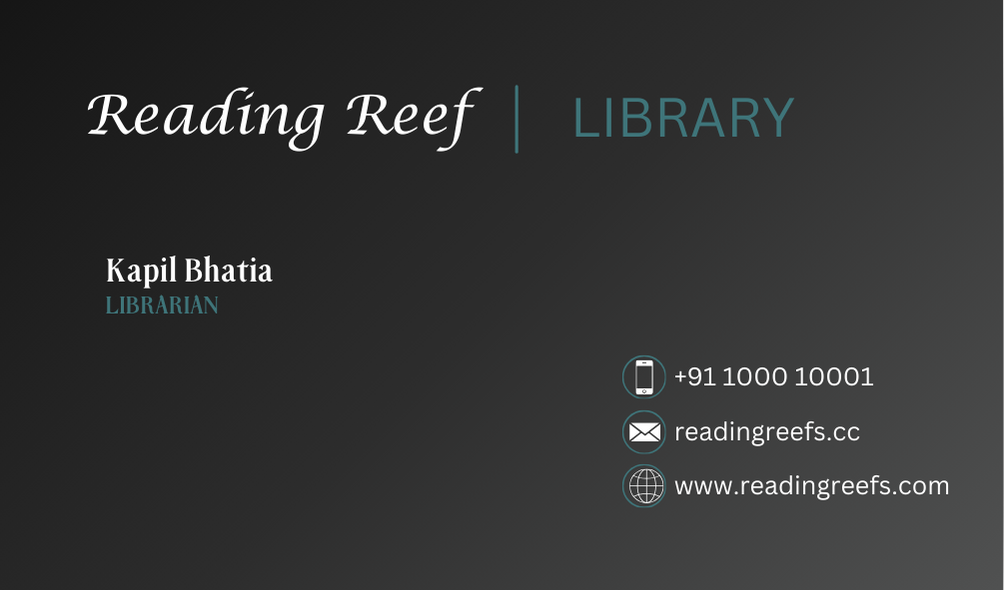 Reading Reef | LIBRARY
Kapil Bhatia
LIBRARIAN
+91 1000 10001
readingreefs.cc
www.readingreefs.com